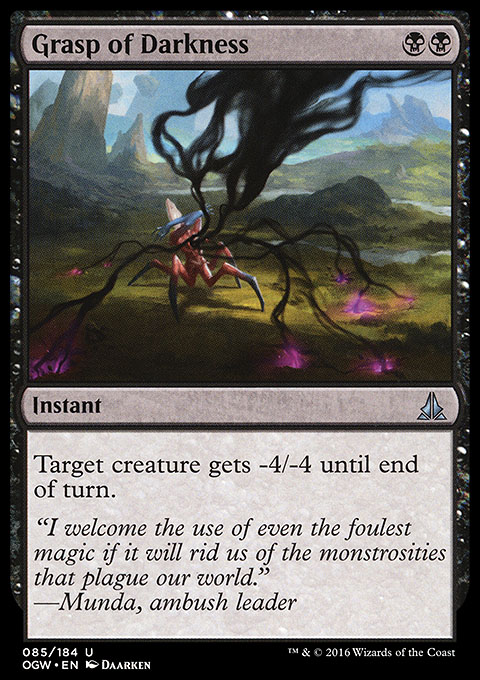 Grasp of Darkness
Instant
Target creature gets -4/-4 until end
of turn.
“I welcome the use of even the foulest
magic if it will rid us of the monstrosities
that plague our world.”
—Munda, ambush leader
085/184 U
OGW • EN Daarken
™ & © 2016 Wizards of the Coast